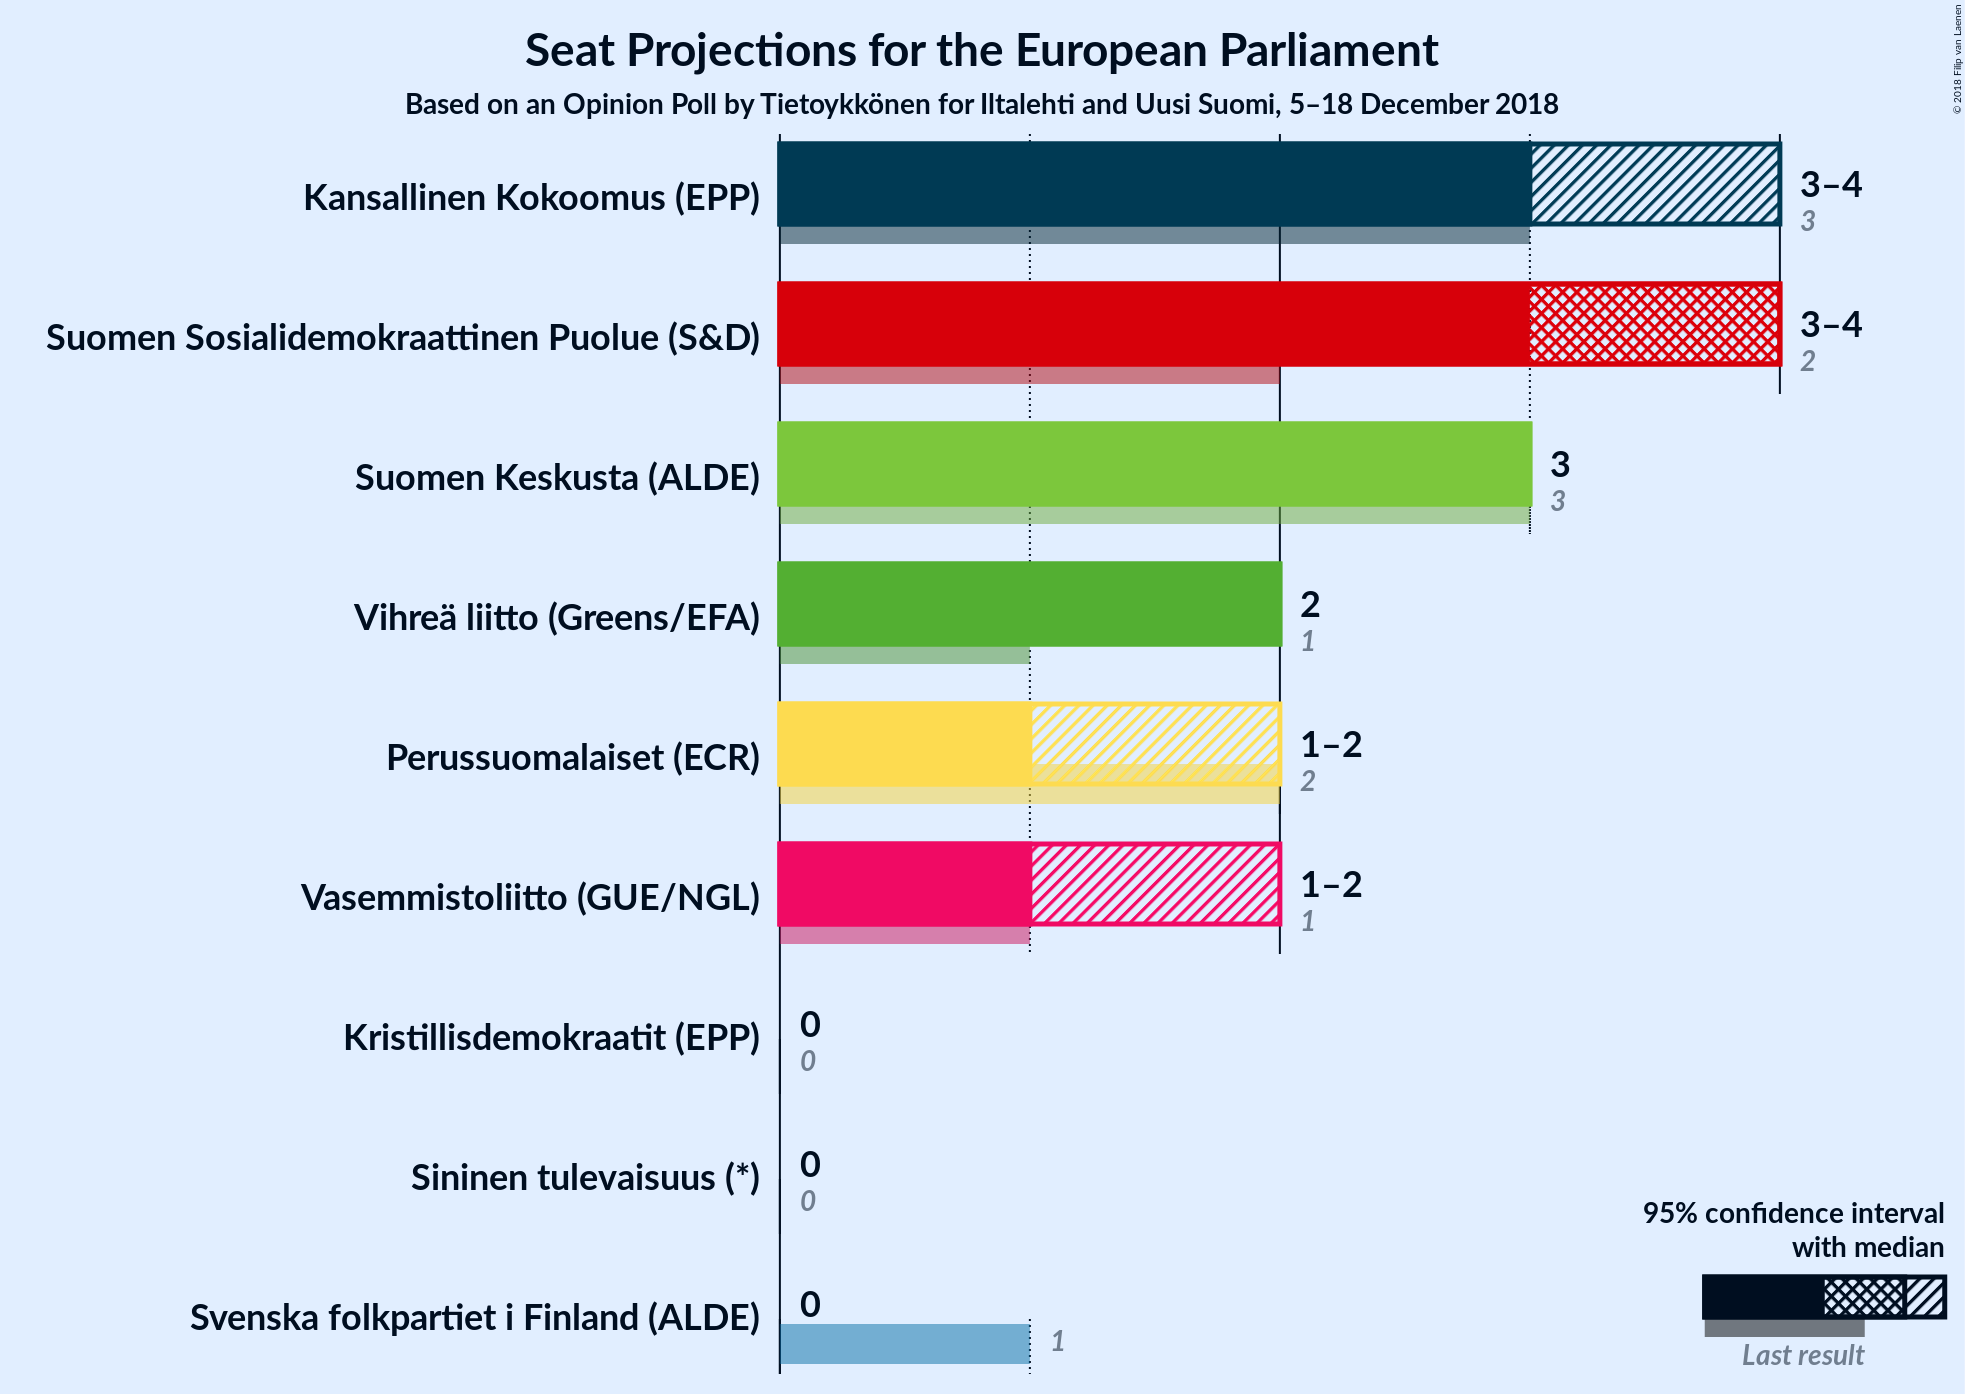 Seat Projections for the European Parliament
Based on an Opinion Poll by Tietoykkönen for Iltalehti and Uusi Suomi, 5–18 December 2018
© 2018 Filip van Laenen
Kansallinen Kokoomus (EPP)
3–4
3
Suomen Sosialidemokraattinen Puolue (S&D)
3–4
2
Suomen Keskusta (ALDE)
3
3
Vihreä liitto (Greens/EFA)
2
1
Perussuomalaiset (ECR)
1–2
2
Vasemmistoliitto (GUE/NGL)
1–2
1
Kristillisdemokraatit (EPP)
0
0
Sininen tulevaisuus (*)
0
0
Svenska folkpartiet i Finland (ALDE)
0
1
95% confidence interval
with median
Last result